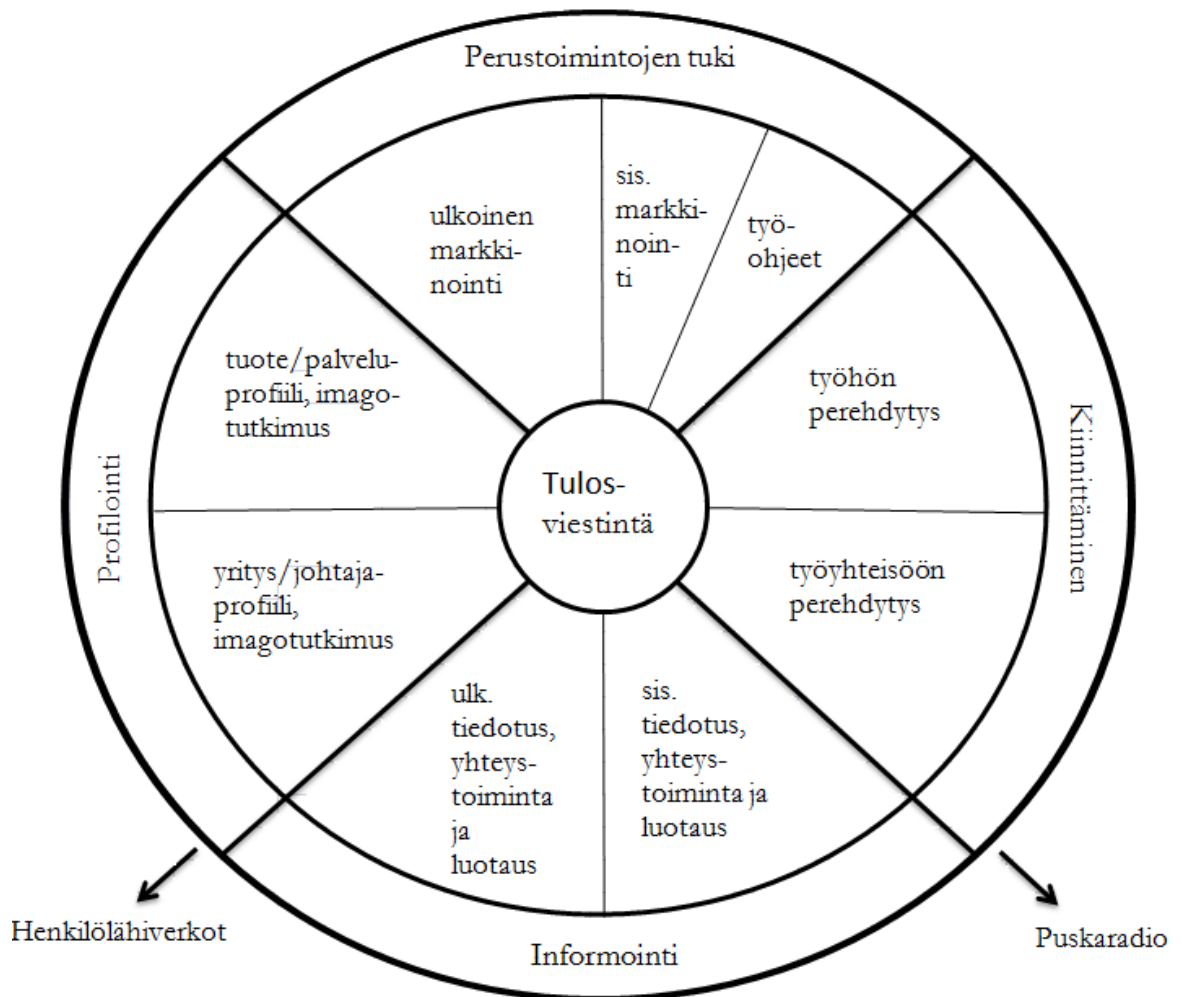 Perustoimintojen tuki
ulkoinen
markki-
nointi
sis.
markki-
noin-
ti
työ-
ohjeet
tuote/palvelu-
profiili, imago-
tutkimus
työhön
perehdytys
Profilointi
Tulos-
viestintä
Kiinnittäminen
yritys/johtaja-
profiili,
imagotutkimus
työyhteisöön
perehdytys
ulk.
tiedotus,
yhteys-
toiminta
ja
luotaus
sis.
tiedotus,
yhteys-
toiminta ja
luotaus
Henkilölähiverkot
Informointi
Puskaradio